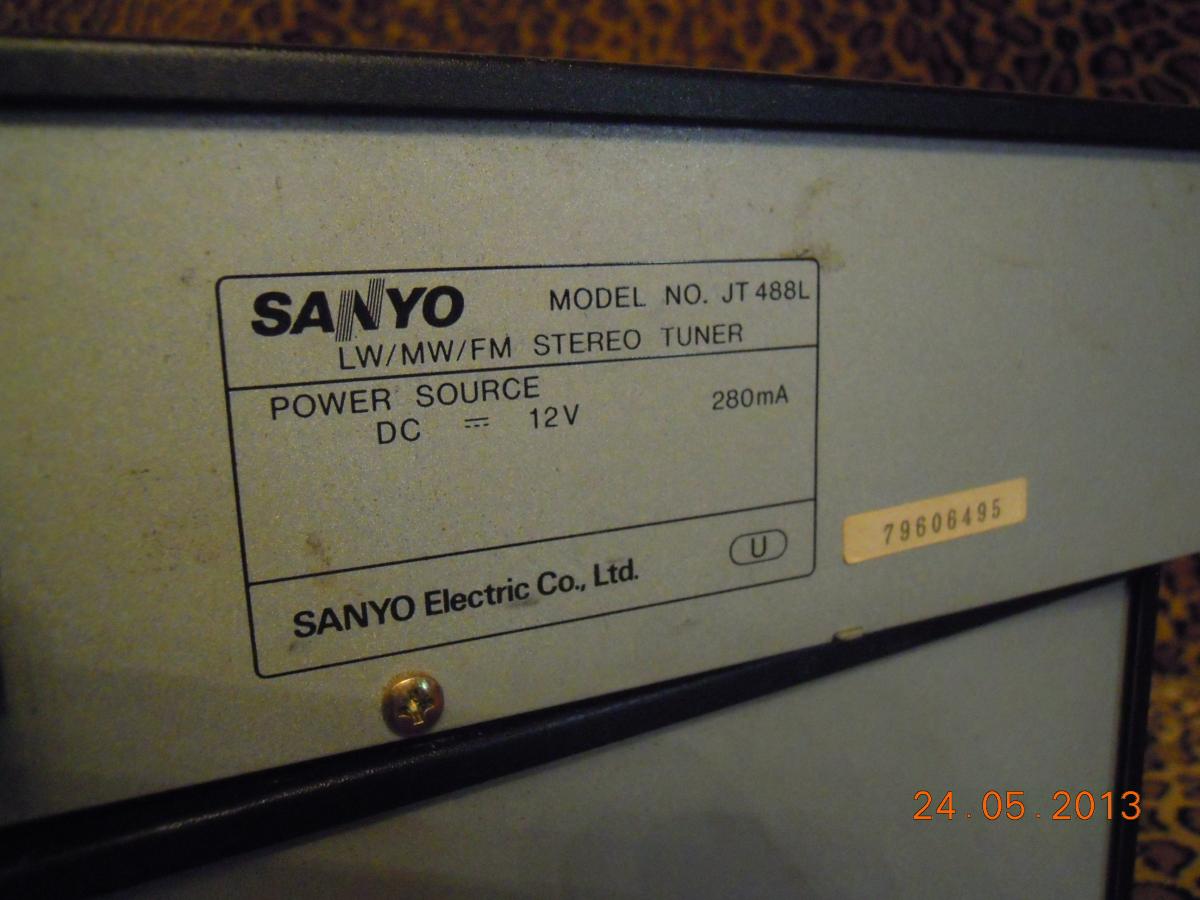 SANYO MODEL NO. JT 488L
LW/MW/FM STEREO TUNER
POWER SOURCE
DC ⎓ 12V 280mA
SANYO Electric Co., Ltd. U
79606495
24.05.2013